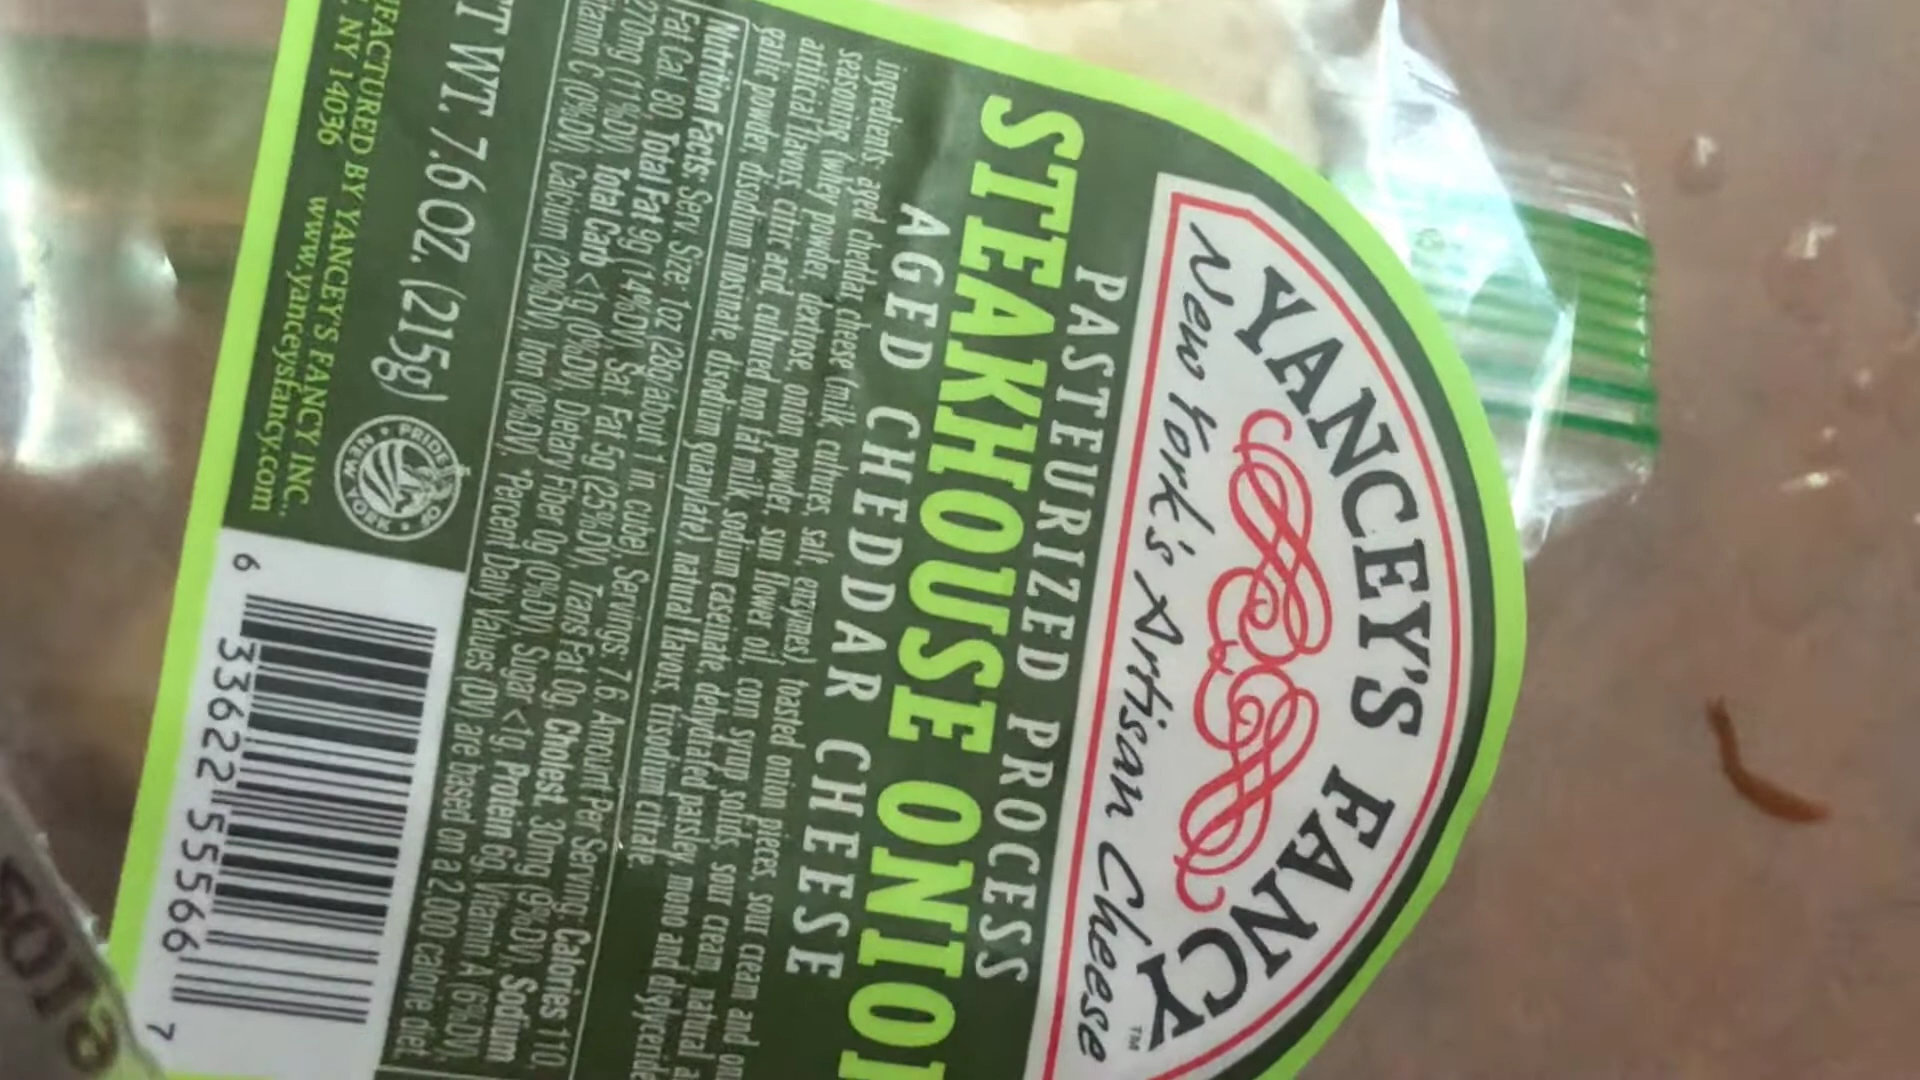 YANCEY'S FANCY™
New York's Artisan Cheese
PASTEURIZED PROCESS
STEAKHOUSE ONION
AGED CHEDDAR CHEESE
Ingredients: aged cheddar cheese (milk, cultures, salt, enzymes), toasted onion pieces, sour cream and
seasoning (whey powder, dextrose, onion powder, sun flower oil, corn syrup solids, sour cream, natural
artificial flavors, citric acid, cultured non fat milk, sodium caseinate, dehydrated parsley, mono and diglyceride
galic powder, disodium inosinate, disodium guanylate), natural flavors, trisodium citrate.
Nutrition Facts: Serv. Size: 1oz (28g/about 1 in. cube), Servings: 7.6. Amount Per Serving: Calories 110,
Fat Cal. 80, Total Fat 9g (14%DV), Sat. Fat 5g (25%DV), Trans Fat 0g, Cholest. 30mg (9%DV), Sodium
270mg (11%DV), Total Carb <1g (0%DV), Dietary Fiber 0g (0%DV), Sugar <1g, Protein 6g, Vitamin A (6%DV),
Vitamin C (0%DV), Calcium (20%DV), Iron (0%DV). *Percent Daily Values (DV) are based on a 2,000 calorie diet.
WT. 7.6 OZ. (215g)
PRIDE OF NEW YORK
BY YANCEY'S FANCY INC.
NY 14036 www.yanceysfancy.com
6 33622 55566 7